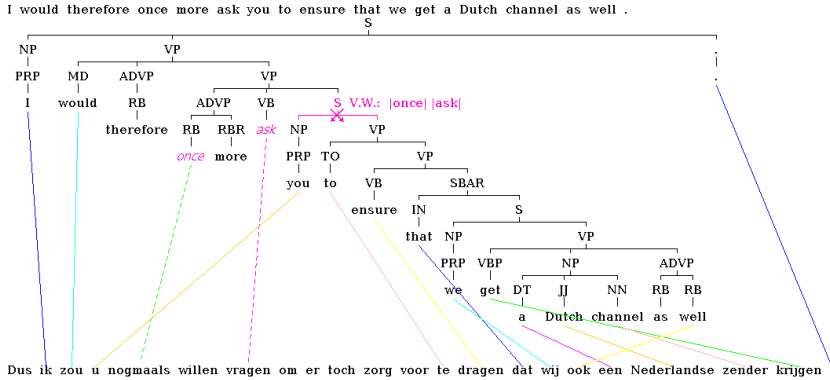 I would therefore once more ask you to ensure that we get a Dutch channel as well .
S
NP VP .
PRP MD ADVP VP .
I would RB ADVP VB S V.W.: |once| |ask|
therefore RB RBR ask NP VP
once more PRP TO VP
you to VB SBAR
ensure IN S
that NP VP
PRP VBP NP ADVP
we get DT JJ NN RB RB
a Dutch channel as well
Dus ik zou u nogmaals willen vragen om er toch zorg voor te dragen dat wij ook een Nederlandse zender krijgen